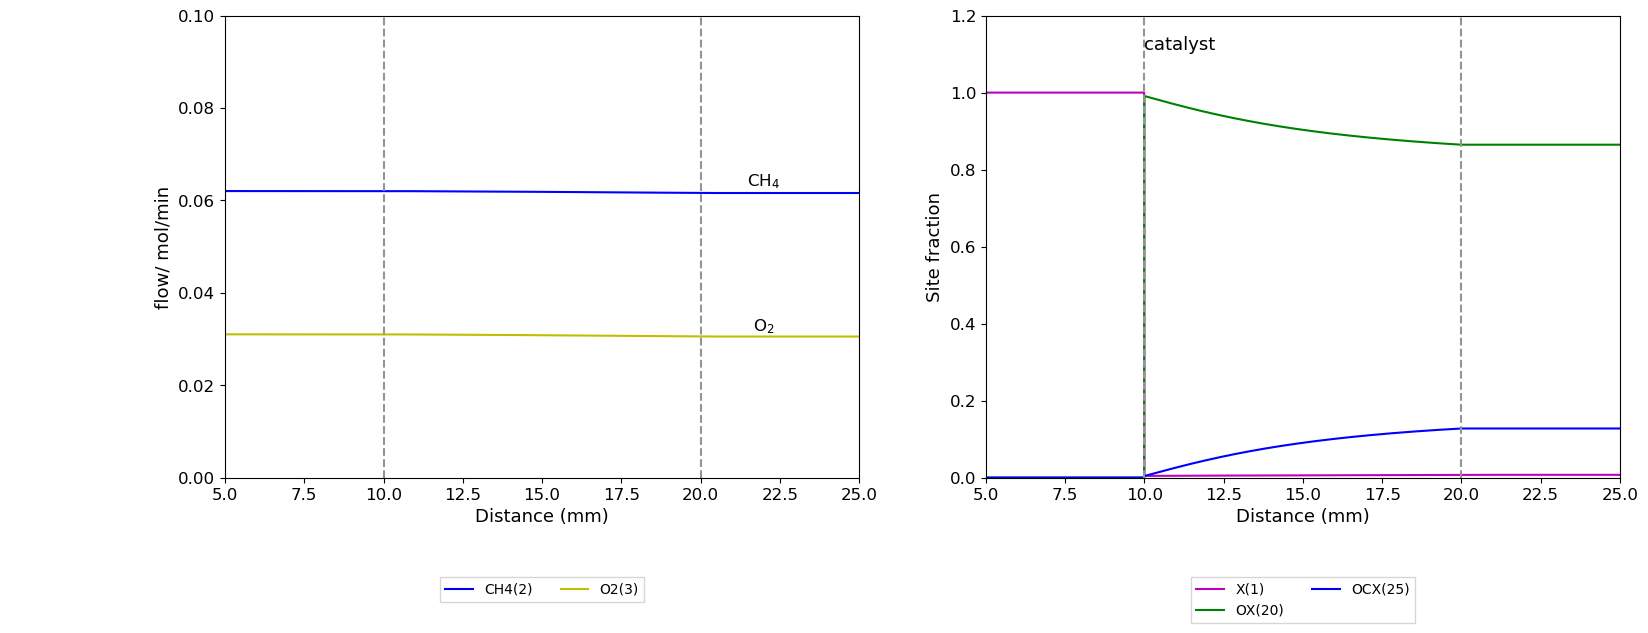 0.10
0.08
0.06
0.04
0.02
0.00
flow/ mol/min
CH4
O2
5.0 7.5 10.0 12.5 15.0 17.5 20.0 22.5 25.0
Distance (mm)
CH4(2) O2(3)
1.2
1.0
0.8
0.6
0.4
0.2
0.0
Site fraction
catalyst
5.0 7.5 10.0 12.5 15.0 17.5 20.0 22.5 25.0
Distance (mm)
X(1) OCX(25)
OX(20)